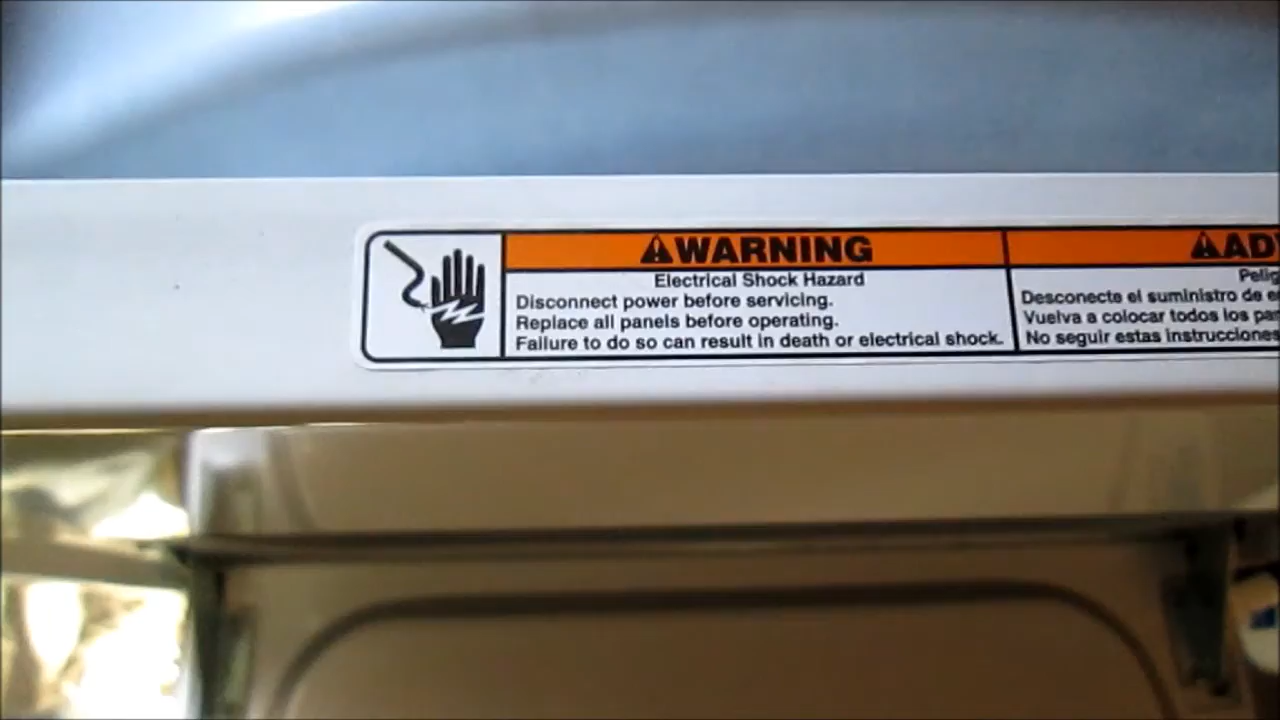 WARNING
Electrical Shock Hazard
Disconnect power before servicing.
Replace all panels before operating.
Failure to do so can result in death or electrical shock.
Desconecte el suministro de
Vuelva a colocar todos los
No seguir estas instrucciones